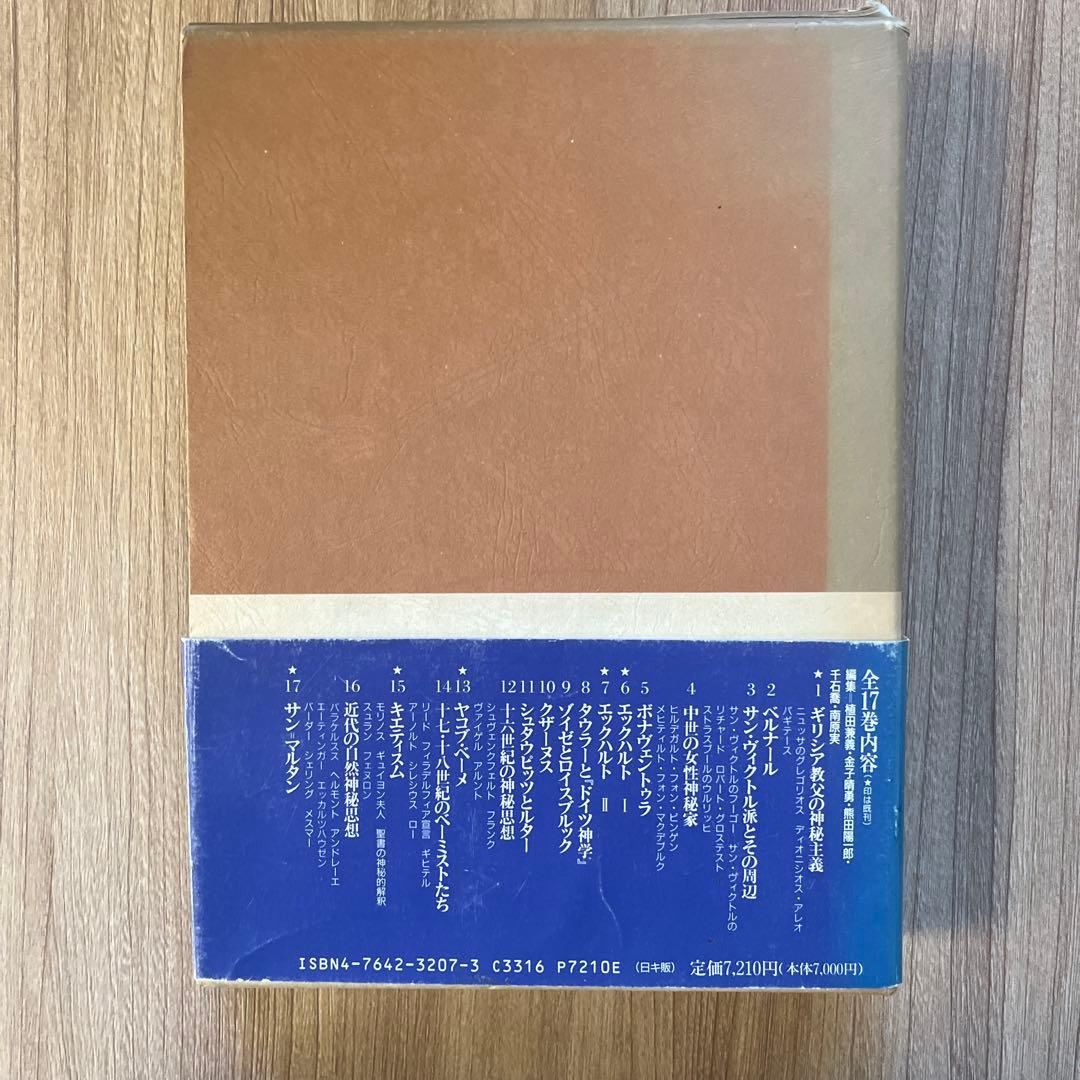 全17巻内容(★印は既刊)
編集=植田兼義・金子晴勇・熊田陽一郎・
千石喬・南原実
★1 ギリシア教父の神秘主義
ニュッサのグレゴリオス ディオニシオス・アレオ
パギテース
2 ベルナール
3 サン・ヴィクトル派とその周辺
サン・ヴィクトルのフーゴー サン・ヴィクトルの
リチャード ロバート・グロステスト
ストラスブールのウルリッヒ
4 中世の女性神秘家
ヒルデガルト・フォン・ビンゲン
メヒティルト・フォン・マクデブルク
5 ボナヴェントゥラ
★6 エックハルト Ⅰ
★7 エックハルト Ⅱ
8 タウラーと『ドイツ神学』
9 ゾイゼとロイスブルック
10 クザーヌス
11 シュタウピッツとルター
12 十六世紀の神秘思想
シュヴェンクフェルト フランク
ヴァイゲル アルント
★13 ヤコブ・ベーメ
14 十七・十八世紀のベーミストたち
リード フィラデルフィア宣言 ギヒテル
アーノルト シレシウス ロー
★15 キエティスム
モリノス ギュイヨン夫人 聖書の神秘的解釈
スュラン フェヌロン
16 近代の自然神秘思想
パラケルスス ヘルモント アンドレーエ
エーティンガー エッカルツハウゼン
バーダー シェリング メスマー
★17 サン=マルタン
ISBN4-7642-3207-3 C3316 P7210E (日キ販) 定価7,210円(本体7,000円)